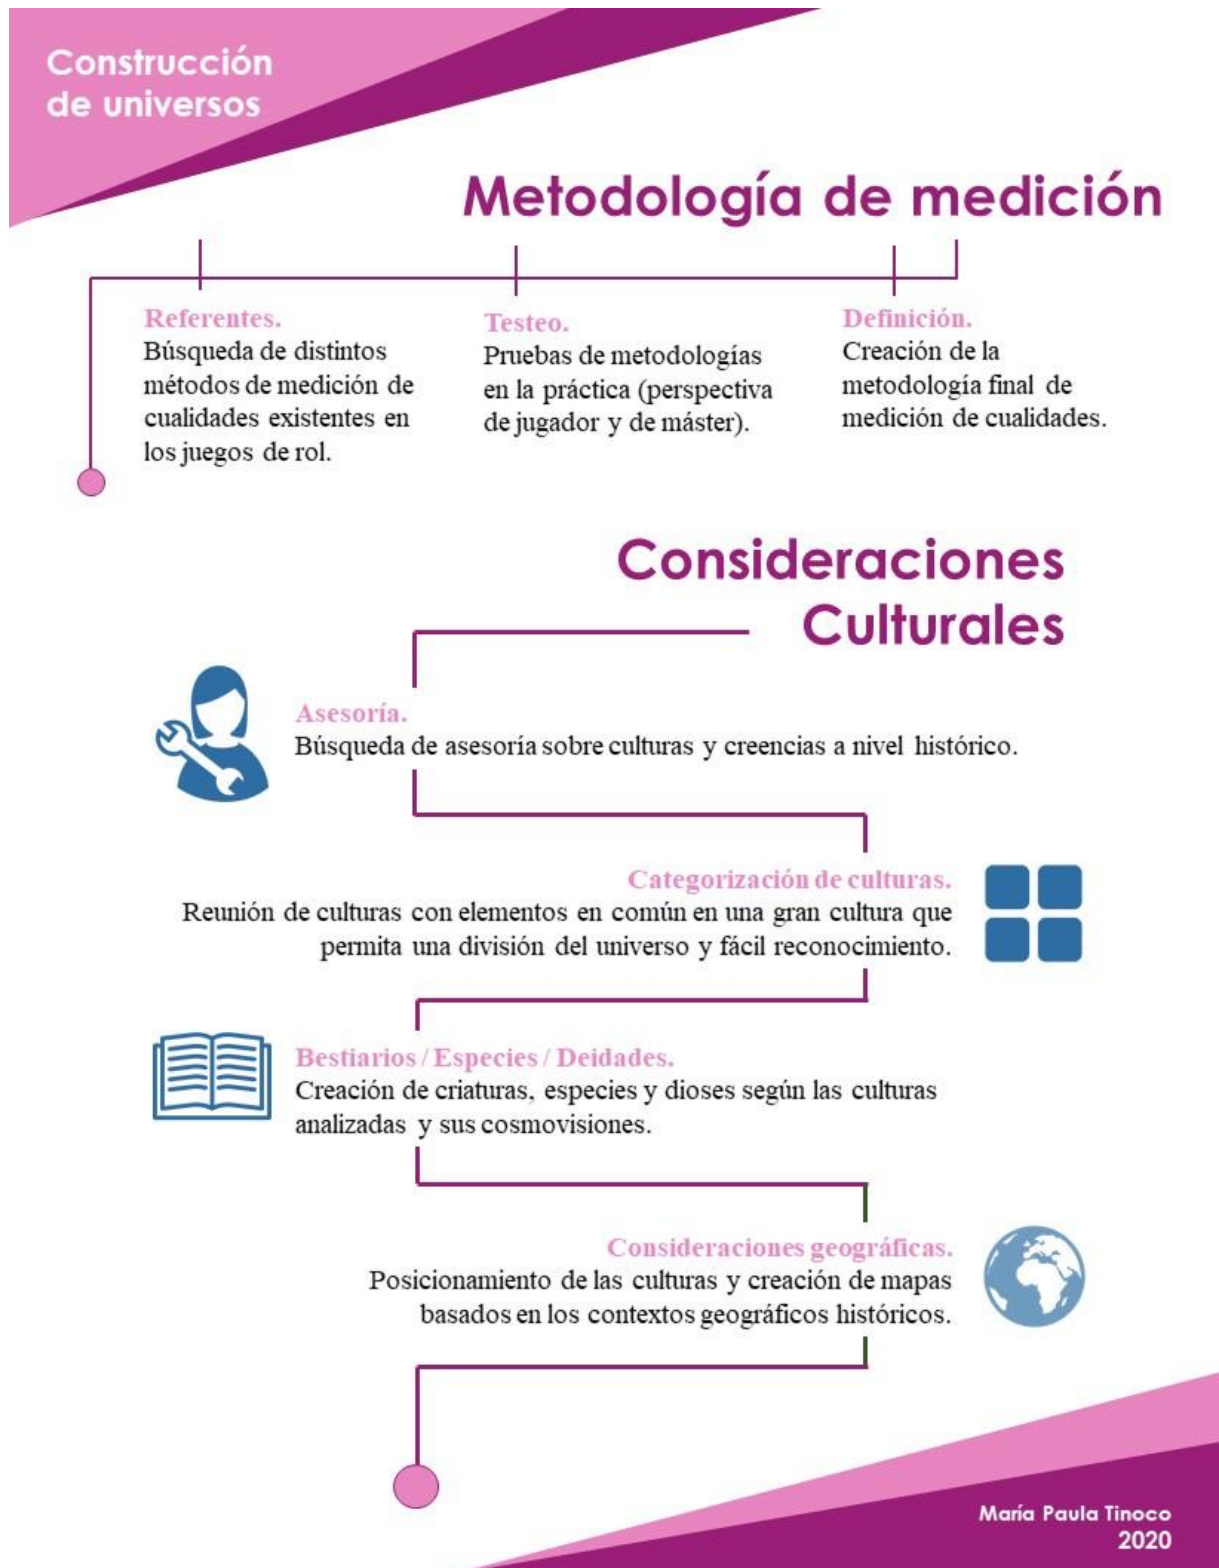 Construcción
de universos
Metodología de medición
Referentes.
Búsqueda de distintos
métodos de medición de
cualidades existentes en
los juegos de rol.
Testeo.
Pruebas de metodologías
en la práctica (perspectiva
de jugador y de máster).
Definición.
Creación de la
metodología final de
medición de cualidades.
Consideraciones
Culturales
Asesoría.
Búsqueda de asesoría sobre culturas y creencias a nivel histórico.
Categorización de culturas.
Reunión de culturas con elementos en común en una gran cultura que
permita una división del universo y fácil reconocimiento.
Bestiarios / Especies / Deidades.
Creación de criaturas, especies y dioses según las culturas
analizadas y sus cosmovisiones.
Consideraciones geográficas.
Posicionamiento de las culturas y creación de mapas
basados en los contextos geográficos históricos.
María Paula Tinoco
2020